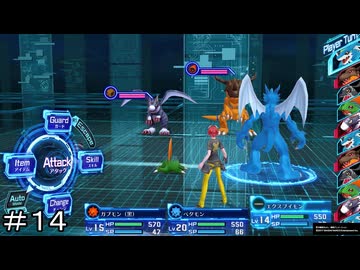 Player Turn
Guard
ガード
Escape
Item
アイテム
Attack
アタック
Skill
スキル
Auto
Change
チェンジ
#14
ガブモン（黒）
Lv 15
HP 570
SP 42
ベタモン
Lv 20
HP 550
SP 66
エクスブイモン
Lv 14
HP 550
SP